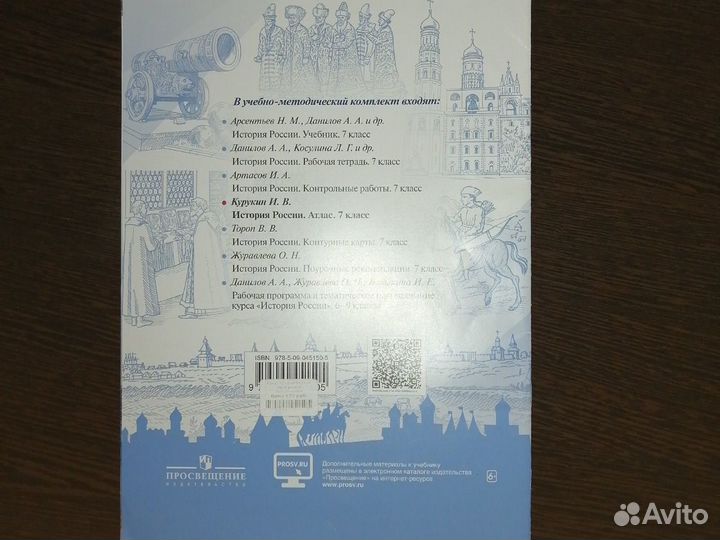 В учебно-методический комплект входят:
Арсентьев Н. М., Данилов А. А. и др.
История России. Учебник. 7 класс
Данилов А. А., Косулина Л. Г. и др.
История России. Рабочая тетрадь. 7 класс
Артасов И. А.
История России. Контрольные работы. 7 класс
Курукин И. В.
История России. Атлас. 7 класс
Тороп В. В.
История России. Контурные карты. 7 класс
Журавлева О. Н.
История России. Поурочные рекомендации. 7 класс
Данилов А. А., Журавлева О. Н., Барыкина И. Е.
Рабочая программа и тематическое планирование
курса «История России». 6–9 классы
ISBN 978-5-09-045150-5
ПРОСВЕЩЕНИЕ
ИЗДАТЕЛЬСТВО
PROSV.RU
Дополнительные материалы к учебнику
размещены в электронном каталоге издательства
«Просвещение» на интернет-ресурсе
www.prosv.ru
6+
Avito